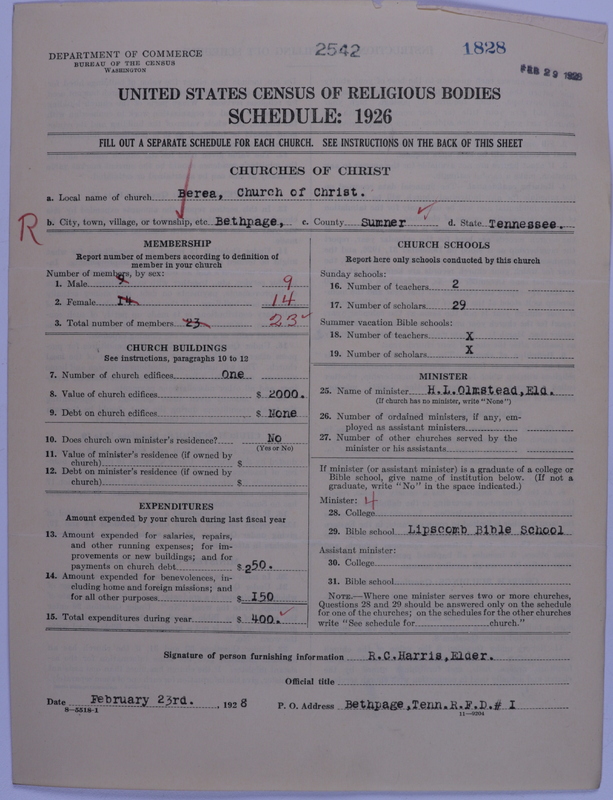 DEPARTMENT OF COMMERCE
BUREAU OF THE CENSUS
WASHINGTON
2542
1828
FEB 29 1928
UNITED STATES CENSUS OF RELIGIOUS BODIES
SCHEDULE: 1926
FILL OUT A SEPARATE SCHEDULE FOR EACH CHURCH. SEE INSTRUCTIONS ON THE BACK OF THIS SHEET
CHURCHES OF CHRIST
a. Local name of church Berea, Church of Christ.
R
b. City, town, village, or township, etc. Bethpage, c. County Sumner d. State Tennessee.
MEMBERSHIP
Report number of members according to definition of
member in your church
Number of members, by sex:
1. Male 9 9
2. Female 14 14
3. Total number of members 23 23
CHURCH BUILDINGS
See instructions, paragraphs 10 to 12
7. Number of church edifices One
8. Value of church edifices $ 2000.
9. Debt on church edifices $ None
10. Does church own minister's residence? No
(Yes or No)
11. Value of minister's residence (if owned by
church) $
12. Debt on minister's residence (if owned by
church) $
EXPENDITURES
Amount expended by your church during last fiscal year
13. Amount expended for salaries, repairs,
and other running expenses; for im-
provements or new buildings; and for
payments on church debt $ 250.
14. Amount expended for benevolences, in-
cluding home and foreign missions; and
for all other purposes $ 150
15. Total expenditures during year $ 400.
CHURCH SCHOOLS
Report here only schools conducted by this church
Sunday schools:
16. Number of teachers 2
17. Number of scholars 29
Summer vacation Bible schools:
18. Number of teachers X
19. Number of scholars X
MINISTER
25. Name of minister H.L.Olmstead,Eld.
(If church has no minister, write "None")
26. Number of ordained ministers, if any, em-
ployed as assistant ministers
27. Number of other churches served by the
minister or his assistants
If minister (or assistant minister) is a graduate of a college or
Bible school, give name of institution below. (If not a
graduate, write "No" in the space indicated.)
Minister: 4
28. College
29. Bible school Lipscomb Bible School
Assistant minister:
30. College
31. Bible school
NOTE.—Where one minister serves two or more churches,
Questions 28 and 29 should be answered only on the schedule
for one of the churches; on the schedules for the other churches
write "See schedule for church."
Signature of person furnishing information R.C.Harris,Elder.
Official title
Date February 23rd. , 1928 P. O. Address Bethpage,Tenn.R.F.D.# I
8—5518-1 11—9204